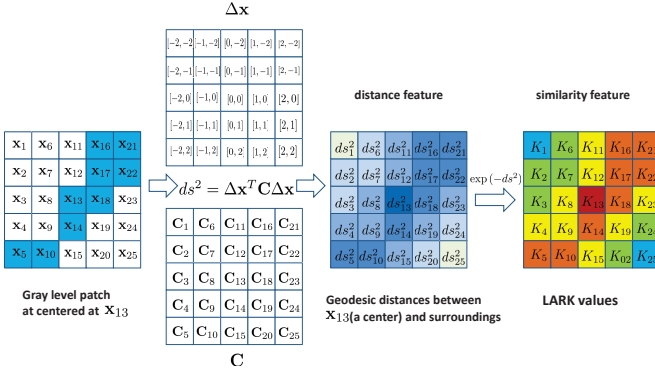 Δx
[-2,-2] [-1,-2] [0,-2] [1,-2] [2,-2]
[-2,-1] [-1,-1] [0,-1] [1,-1] [2,-1]
[-2,0] [-1,0] [0,0] [1,0] [2,0]
[-2,1] [-1,1] [0,1] [1,1] [2,1]
[-2,2] [-1,2] [0,2] [1,2] [2,2]
distance feature
similarity feature
x₁ x₆ x₁₁ x₁₆ x₂₁
x₂ x₇ x₁₂ x₁₇ x₂₂
x₃ x₈ x₁₃ x₁₈ x₂₃
x₄ x₉ x₁₄ x₁₉ x₂₄
x₅ x₁₀ x₁₅ x₂₀ x₂₅
Gray level patch
at centered at x₁₃
ds² = ΔxᵀCΔx
C₁ C₆ C₁₁ C₁₆ C₂₁
C₂ C₇ C₁₂ C₁₇ C₂₂
C₃ C₈ C₁₃ C₁₈ C₂₃
C₄ C₉ C₁₄ C₁₉ C₂₄
C₅ C₁₀ C₁₅ C₂₀ C₂₅
C
ds²₁ ds²₆ ds²₁₁ ds²₁₆ ds²₂₁
ds²₂ ds²₇ ds²₁₂ ds²₁₇ ds²₂₂
ds²₃ ds²₈ ds²₁₃ ds²₁₈ ds²₂₃
ds²₄ ds²₉ ds²₁₄ ds²₁₉ ds²₂₄
ds²₅ ds²₁₀ ds²₁₅ ds²₂₀ ds²₂₅
Geodesic distances between
x₁₃(a center) and surroundings
exp(−ds²)
K₁ K₆ K₁₁ K₁₆ K₂₁
K₂ K₇ K₁₂ K₁₇ K₂₂
K₃ K₈ K₁₃ K₁₈ K₂₃
K₄ K₉ K₁₄ K₁₉ K₂₄
K₅ K₁₀ K₁₅ K₀₂ K₂₅
LARK values